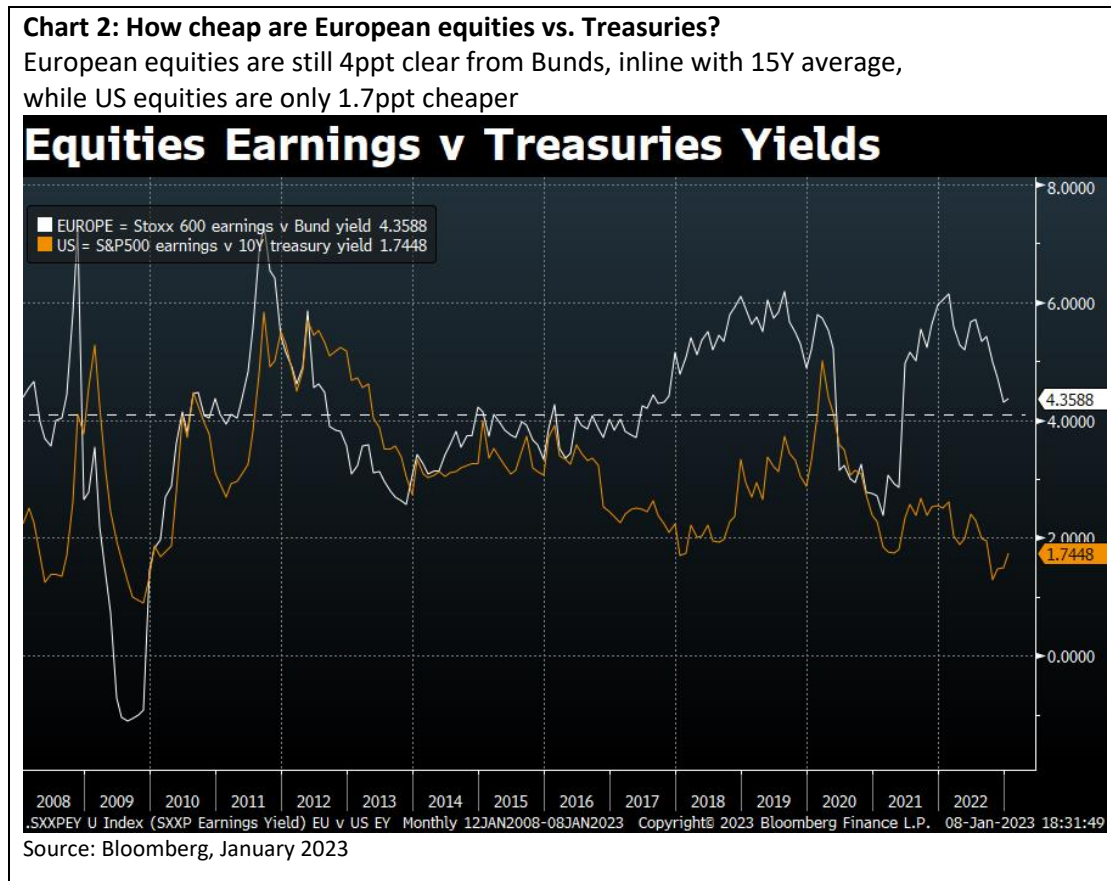 Chart 2: How cheap are European equities vs. Treasuries?
European equities are still 4ppt clear from Bunds, inline with 15Y average,
while US equities are only 1.7ppt cheaper
Equities Earnings v Treasuries Yields
EUROPE = Stoxx 600 earnings v Bund yield 4.3588
US = S&P500 earnings v 10Y treasury yield 1.7448
8.0000
6.0000
4.3588
4.0000
2.0000
1.7448
0.0000
2008 2009 2010 2011 2012 2013 2014 2015 2016 2017 2018 2019 2020 2021 2022
.SXXPEY U Index (SXXP Earnings Yield) EU v US EY Monthly 12JAN2008-08JAN2023 Copyright© 2023 Bloomberg Finance L.P. 08-Jan-2023 18:31:49
Source: Bloomberg, January 2023